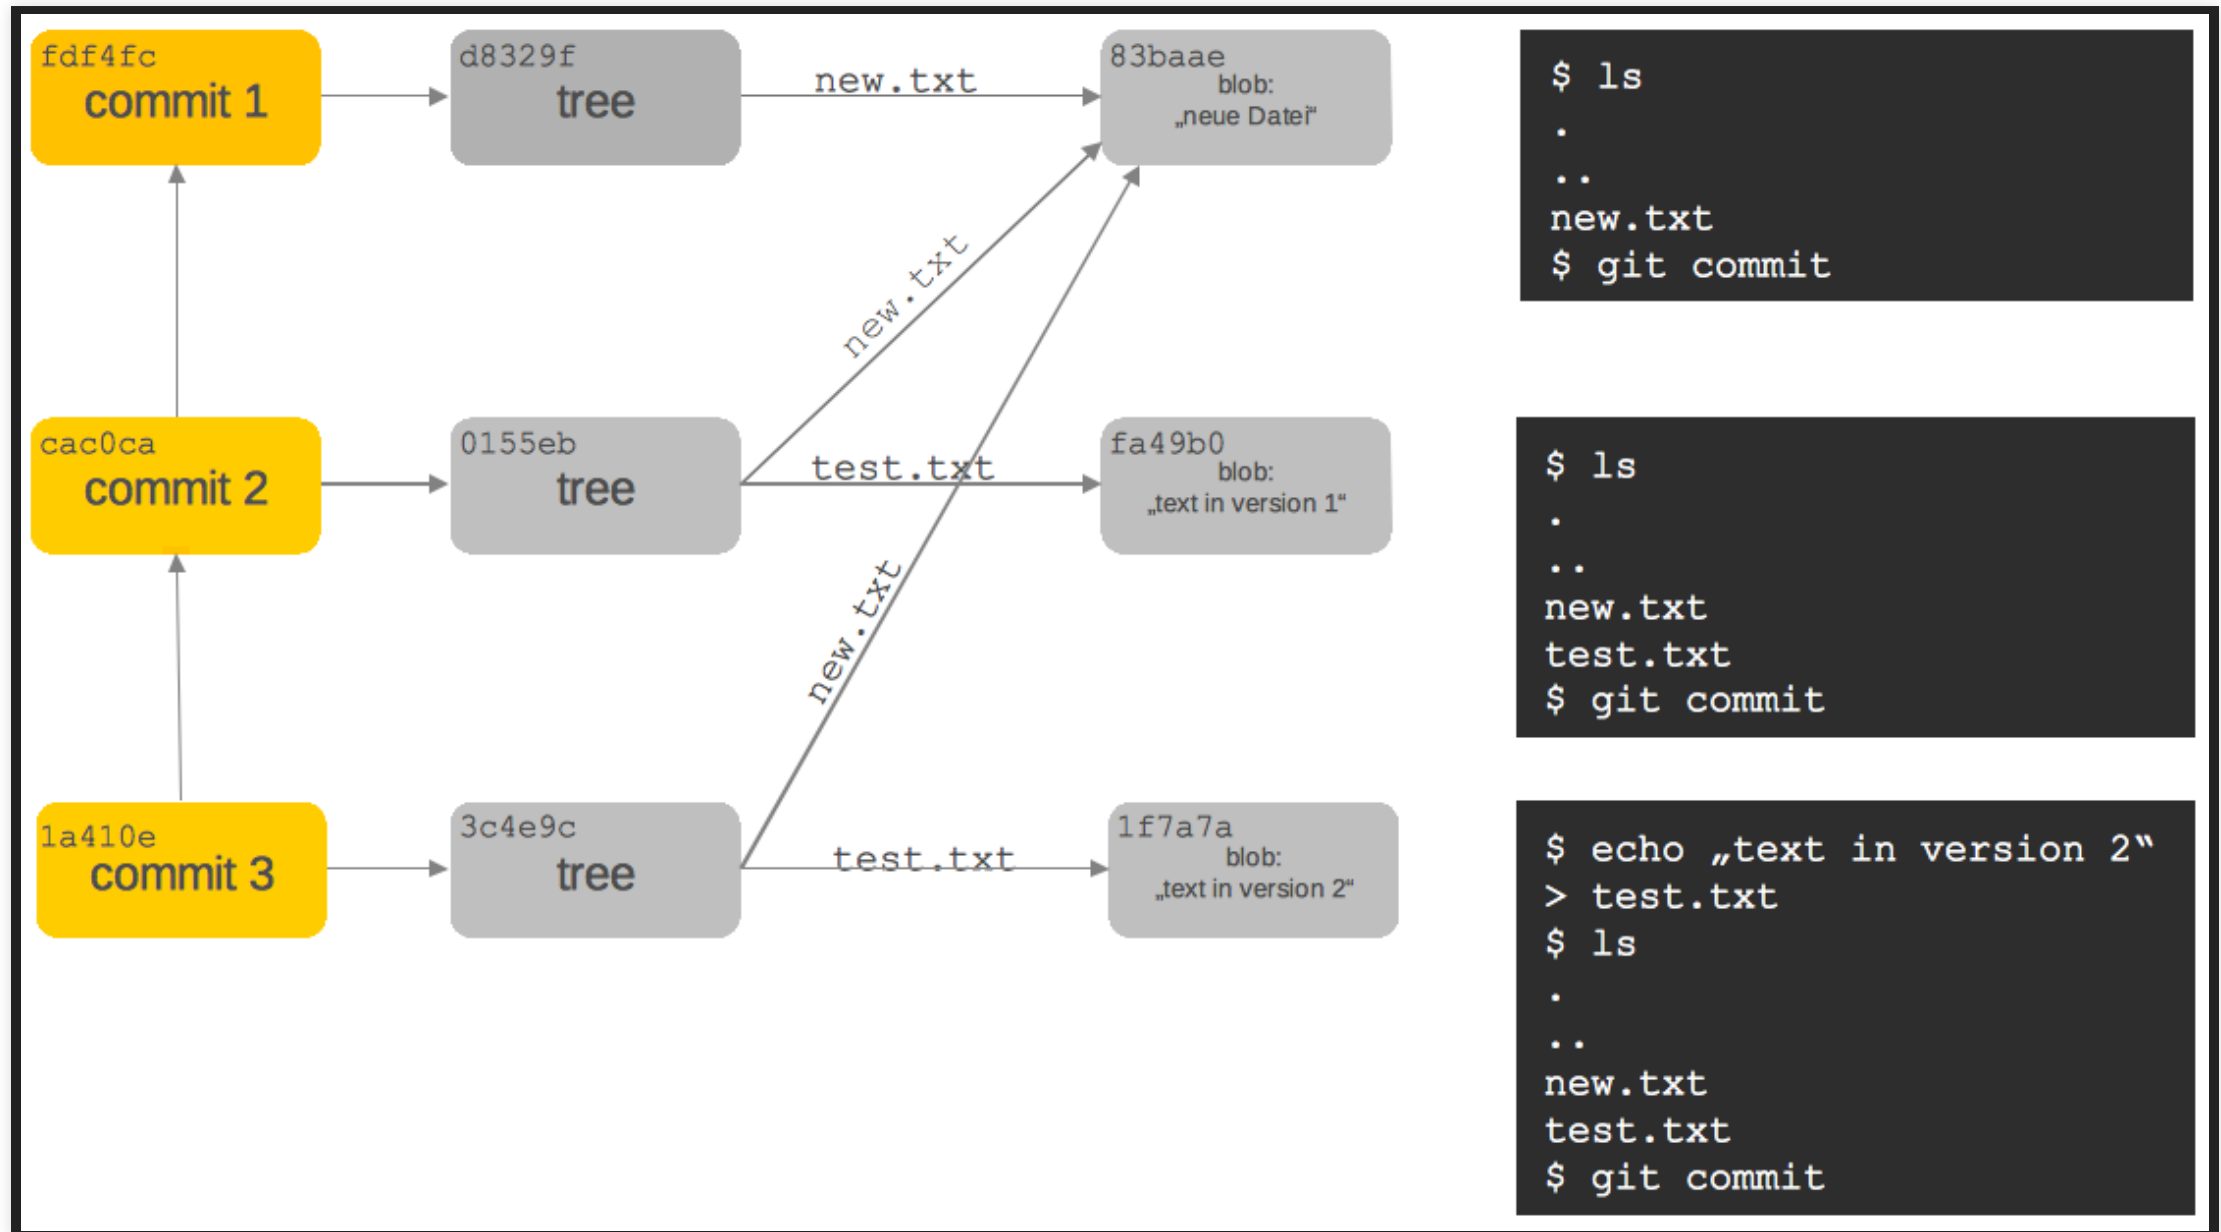 fdf4fc
commit 1
d8329f
tree
new.txt
83baae
blob:
„neue Datei“
$ ls
.
..
new.txt
$ git commit
new.txt
cac0ca
commit 2
0155eb
tree
test.txt
fa49b0
blob:
„text in version 1“
$ ls
.
..
new.txt
test.txt
$ git commit
new.txt
1a410e
commit 3
3c4e9c
tree
test.txt
1f7a7a
blob:
„text in version 2“
$ echo „text in version 2“
> test.txt
$ ls
.
..
new.txt
test.txt
$ git commit